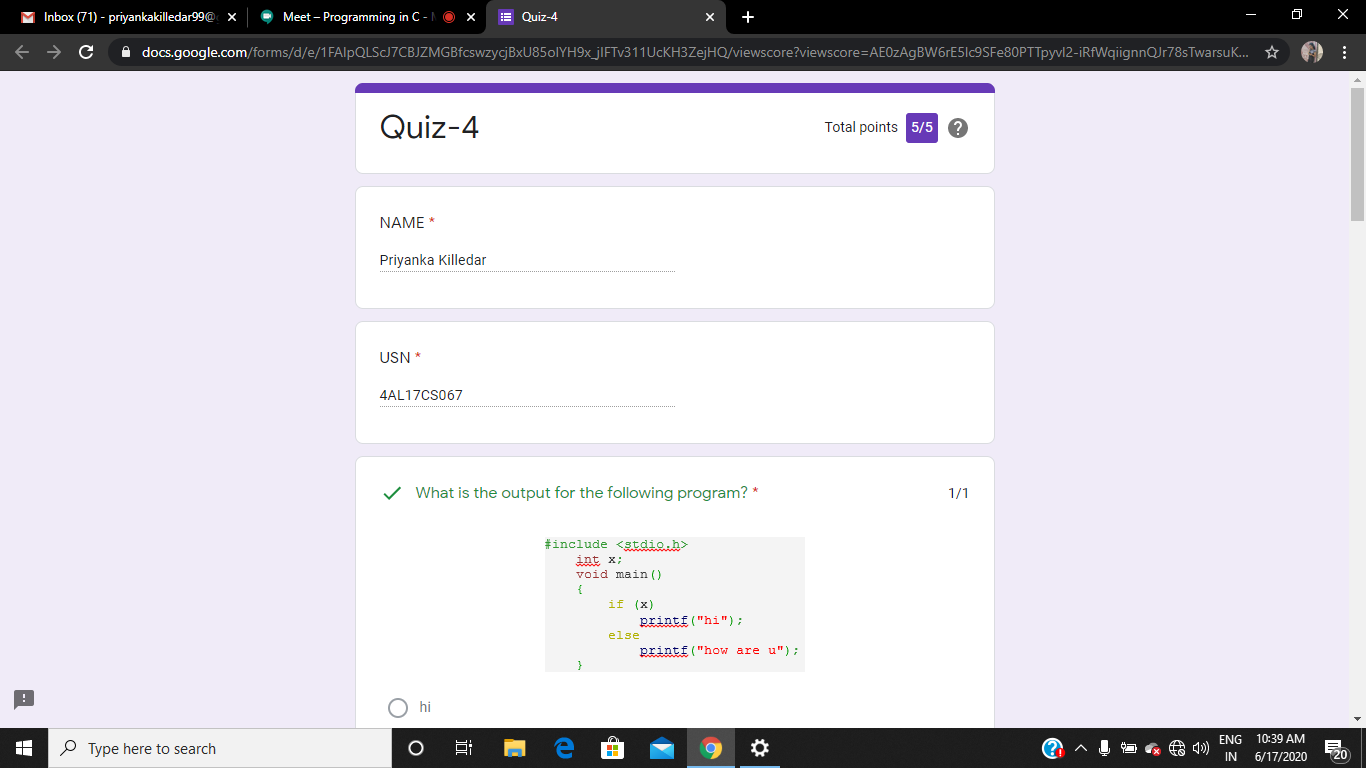 Inbox (71) - priyankakilledar99@
Meet – Programming in C -
Quiz-4
docs.google.com/forms/d/e/1FAIpQLScJ7CBJZMGBfcswzycjBxU85oIYH9x_jIFTv311UcKH3ZejHQ/viewscore?viewscore=AE0zAgBW6rE5lc9SFe80PTTpyvl2-iRfWqiignnQJr78sTwarsuK...
Quiz-4
Total points 5/5
NAME *
Priyanka Killedar
USN *
4AL17CS067
What is the output for the following program? * 1/1
#include <stdio.h>
int x;
void main()
{
if (x)
printf("hi");
else
printf("how are u");
}
hi
Type here to search
ENG
IN
10:39 AM
6/17/2020
20